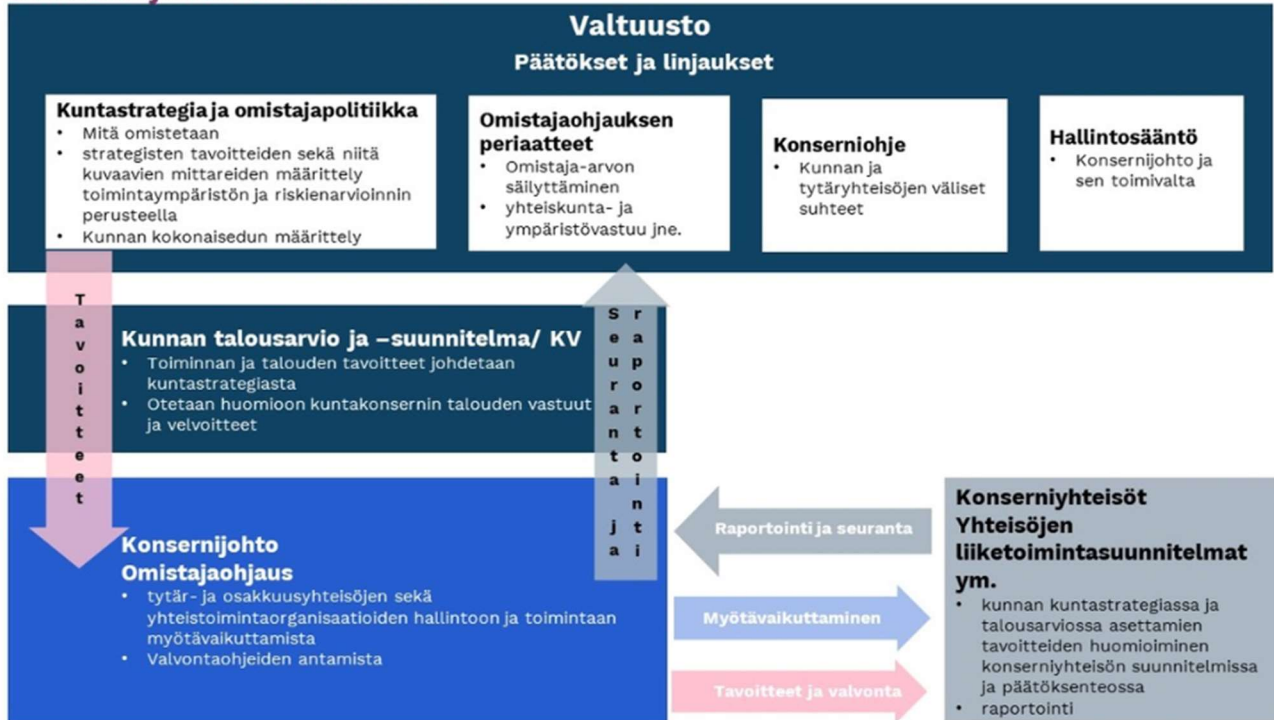 Valtuusto
Päätökset ja linjaukset
Kuntastrategia ja omistajapolitiikka
• Mitä omistetaan
• strategisten tavoitteiden sekä niitä
kuvaavien mittareiden määrittely
toimintaympäristön ja riskienarvioinnin
perusteella
• Kunnan kokonaisedun määrittely
Omistajaohjauksen
periaatteet
• Omistaja-arvon
säilyttäminen
• yhteiskunta- ja
ympäristövastuu jne.
Konserniohje
• Kunnan ja
tytäryhteisöjen väliset
suhteet
Hallintosääntö
• Konsernijohto ja
sen toimivalta
Tavoitteet
Kunnan talousarvio ja –suunnitelma/ KV
• Toiminnan ja talouden tavoitteet johdetaan
kuntastrategiasta
• Otetaan huomioon kuntakonsernin talouden vastuut
ja velvoitteet
Seuranta ja
raportointi
Konsernijohto
Omistajaohjaus
• tytär- ja osakkuusyhteisöjen sekä
yhteistoimintaorganisaatioiden hallintoon ja toimintaan
myötävaikuttamista
• Valvontaohjeiden antamista
Raportointi ja seuranta
Myötävaikuttaminen
Tavoitteet ja valvonta
Konserniyhteisöt
Yhteisöjen
liiketoimintasuunnitelmat
ym.
• kunnan kuntastrategiassa ja
talousarviossa asettamien
tavoitteiden huomioiminen
konserniyhteisön suunnitelmissa
ja päätöksenteossa
• raportointi